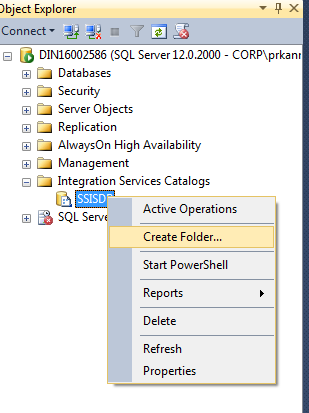 Object Explorer
Connect
DIN16002586 (SQL Server 12.0.2000 - CORP\prkanr
Databases
Security
Server Objects
Replication
AlwaysOn High Availability
Management
Integration Services Catalogs
SSISD
SQL Serve
Active Operations
Create Folder...
Start PowerShell
Reports
Delete
Refresh
Properties